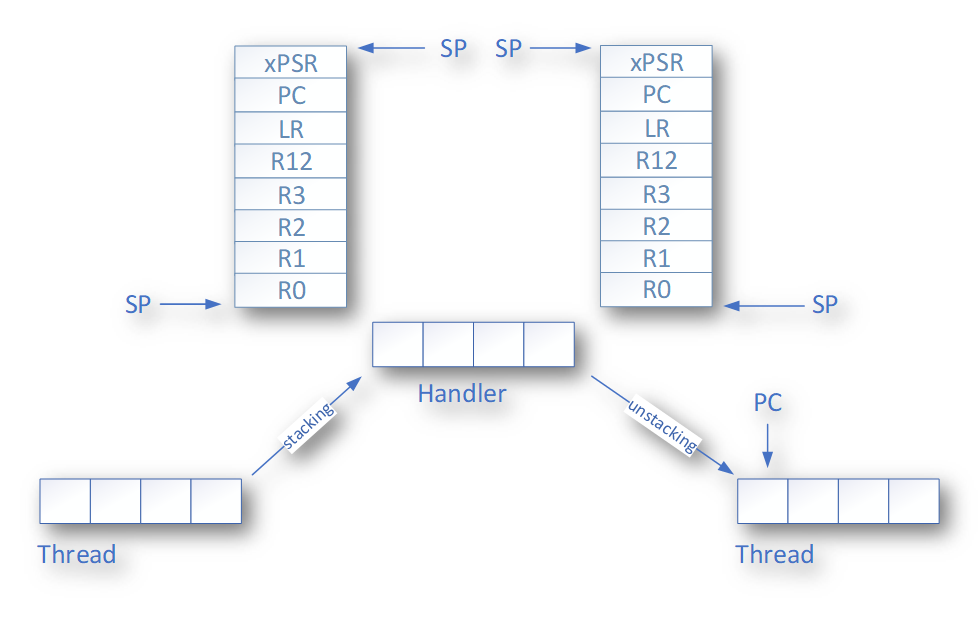 SP SP
xPSR
PC
LR
R12
R3
R2
R1
R0
xPSR
PC
LR
R12
R3
R2
R1
R0
SP
SP
Handler
stacking
unstacking
PC
Thread
Thread